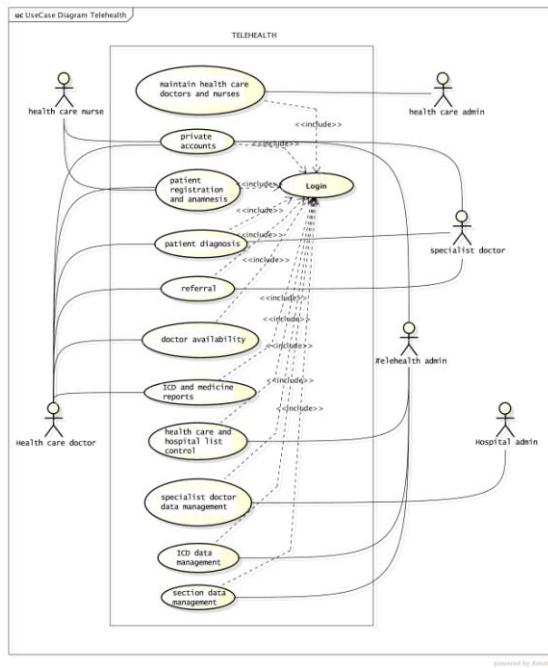 uc UseCase Diagram Telehealth
TELEHEALTH
maintain health care
doctors and nurses
health care nurse
health care admin
<<include>>
private
accounts
<<include>>
patient
registration
and anamnesis
<<include>>
Login
<<include>>
patient diagnosis
specialist doctor
<<include>>
referral
<<include>>
<<include>>
doctor availability
<<include>>
Telehealth admin
<<include>>
ICD and medicine
reports
<<include>>
Health care doctor
health care and
hospital list
control
Hospital admin
specialist doctor
data management
ICD data
management
section data
management
powered by Astah